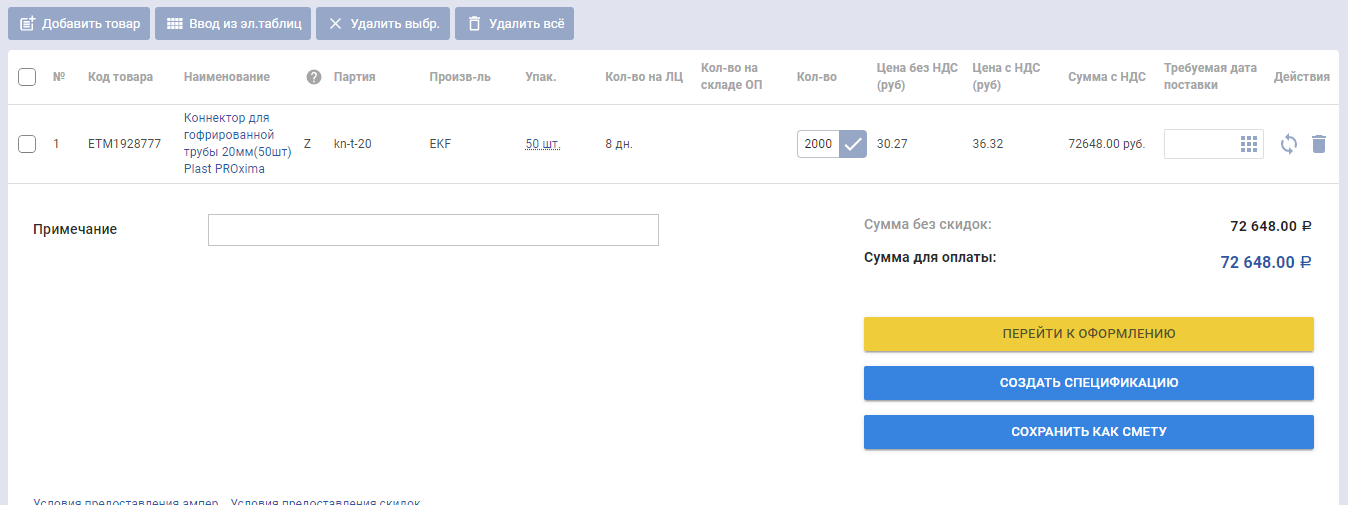 Добавить товар Ввод из эл.таблиц Удалить выбр. Удалить всё
№ Код товара Наименование ? Партия Произв-ль Упак. Кол-во на ЛЦ Кол-во на складе ОП Кол-во Цена без НДС (руб) Цена с НДС (руб) Сумма с НДС Требуемая дата поставки Действия
1 ETM1928777 Коннектор для
гофрированной
трубы 20мм(50шт)
Plast PROxima
Z kn-t-20 EKF 50 шт. 8 дн. 2000 30.27 36.32 72648.00 руб.
Примечание
Сумма без скидок: 72 648.00 ₽
Сумма для оплаты: 72 648.00 ₽
ПЕРЕЙТИ К ОФОРМЛЕНИЮ
СОЗДАТЬ СПЕЦИФИКАЦИЮ
СОХРАНИТЬ КАК СМЕТУ
Условия предоставления ампер Условия предоставления скидок